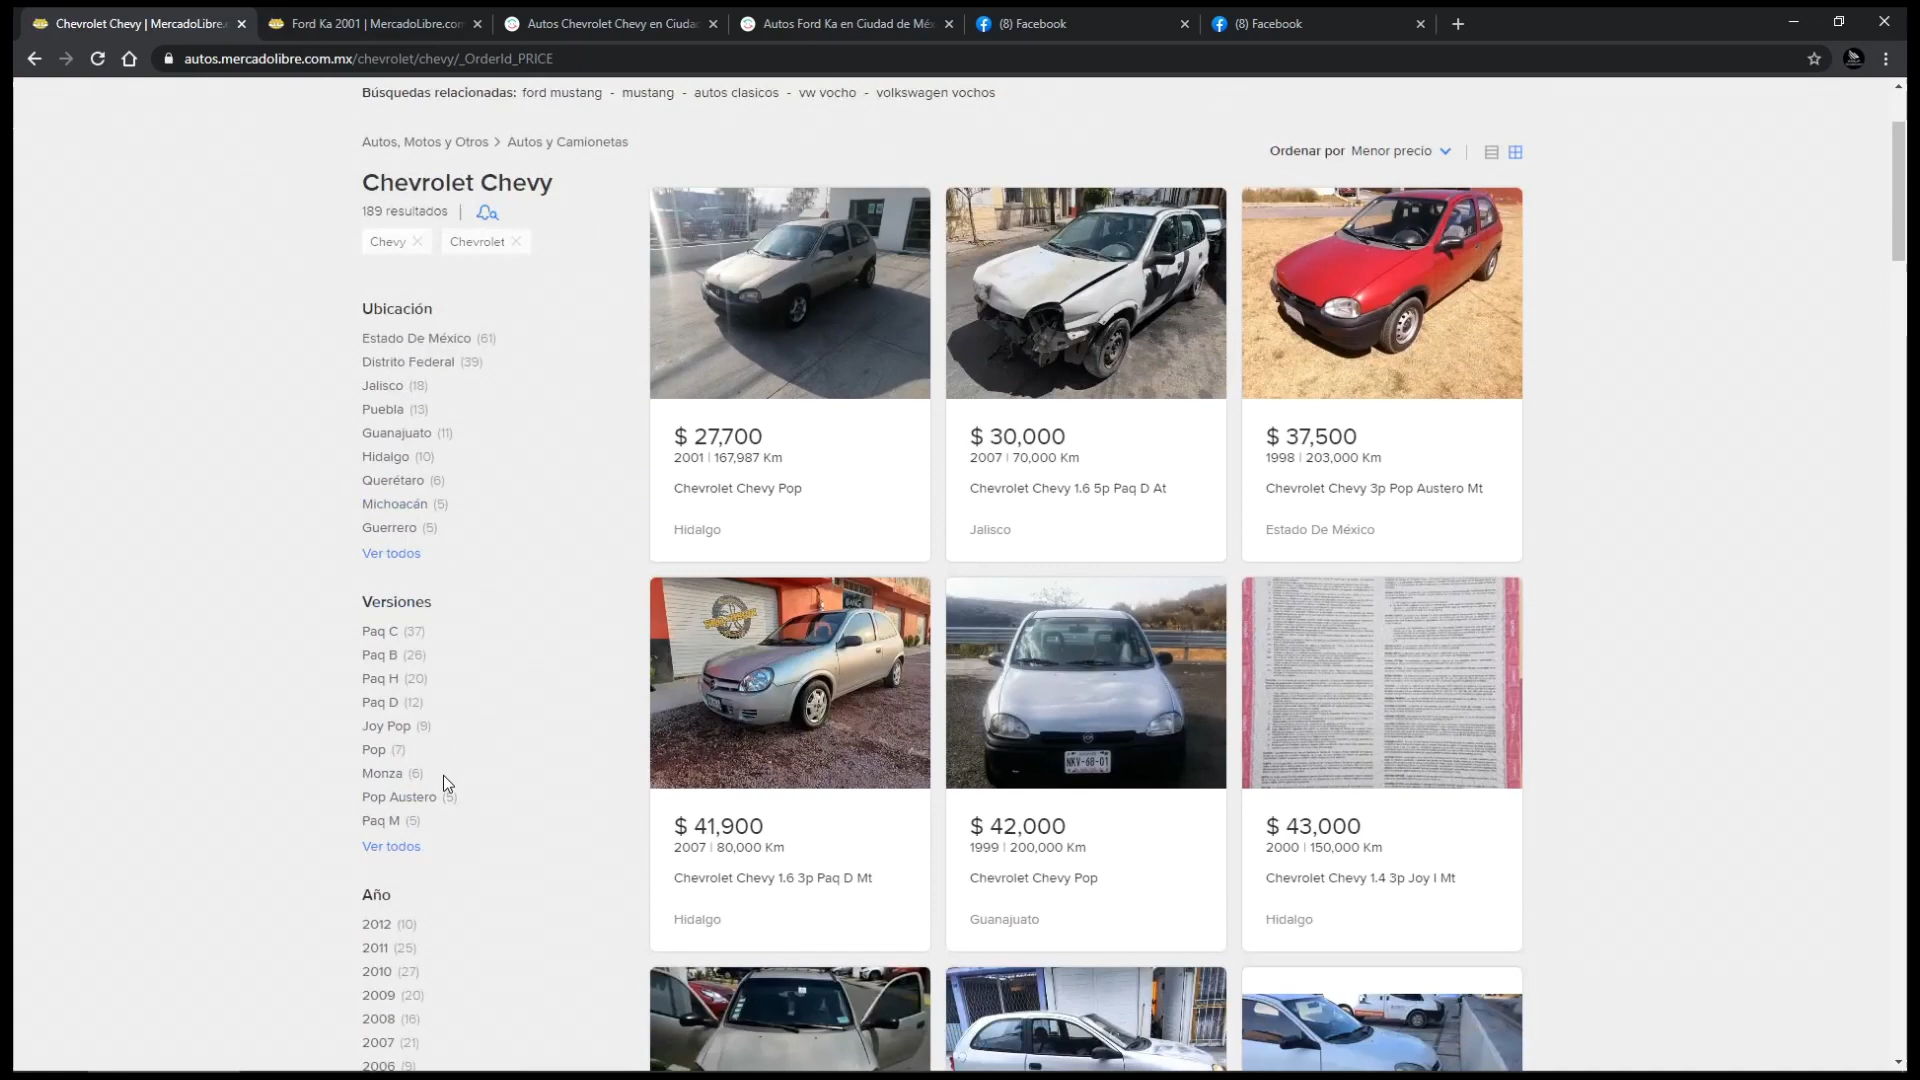 Chevrolet Chevy | MercadoLibre.
Ford Ka 2001 | MercadoLibre.com
Autos Chevrolet Chevy en Ciuda
Autos Ford Ka en Ciudad de Méx
(8) Facebook
(8) Facebook
autos.mercadolibre.com.mx/chevrolet/chevy/_OrderId_PRICE
Búsquedas relacionadas: ford mustang - mustang - autos clasicos - vw vocho - volkswagen vochos
Autos, Motos y Otros > Autos y Camionetas
Ordenar por Menor precio
Chevrolet Chevy
189 resultados
Chevy
Chevrolet
Ubicación
Estado De México (61)
Distrito Federal (39)
Jalisco (18)
Puebla (13)
Guanajuato (11)
Hidalgo (10)
Querétaro (6)
Michoacán (5)
Guerrero (5)
Ver todos
Versiones
Paq C (37)
Paq B (26)
Paq H (20)
Paq D (12)
Joy Pop (9)
Pop (7)
Monza (6)
Pop Austero (5)
Paq M (5)
Ver todos
Año
2012 (10)
2011 (25)
2010 (27)
2009 (20)
2008 (16)
2007 (21)
2006 (9)
$ 27,700
2001 | 167,987 Km
Chevrolet Chevy Pop
Hidalgo
$ 30,000
2007 | 70,000 Km
Chevrolet Chevy 1.6 5p Paq D At
Jalisco
$ 37,500
1998 | 203,000 Km
Chevrolet Chevy 3p Pop Austero Mt
Estado De México
$ 41,900
2007 | 80,000 Km
Chevrolet Chevy 1.6 3p Paq D Mt
Hidalgo
NKV-68-01
$ 42,000
1999 | 200,000 Km
Chevrolet Chevy Pop
Guanajuato
$ 43,000
2000 | 150,000 Km
Chevrolet Chevy 1.4 3p Joy I Mt
Hidalgo